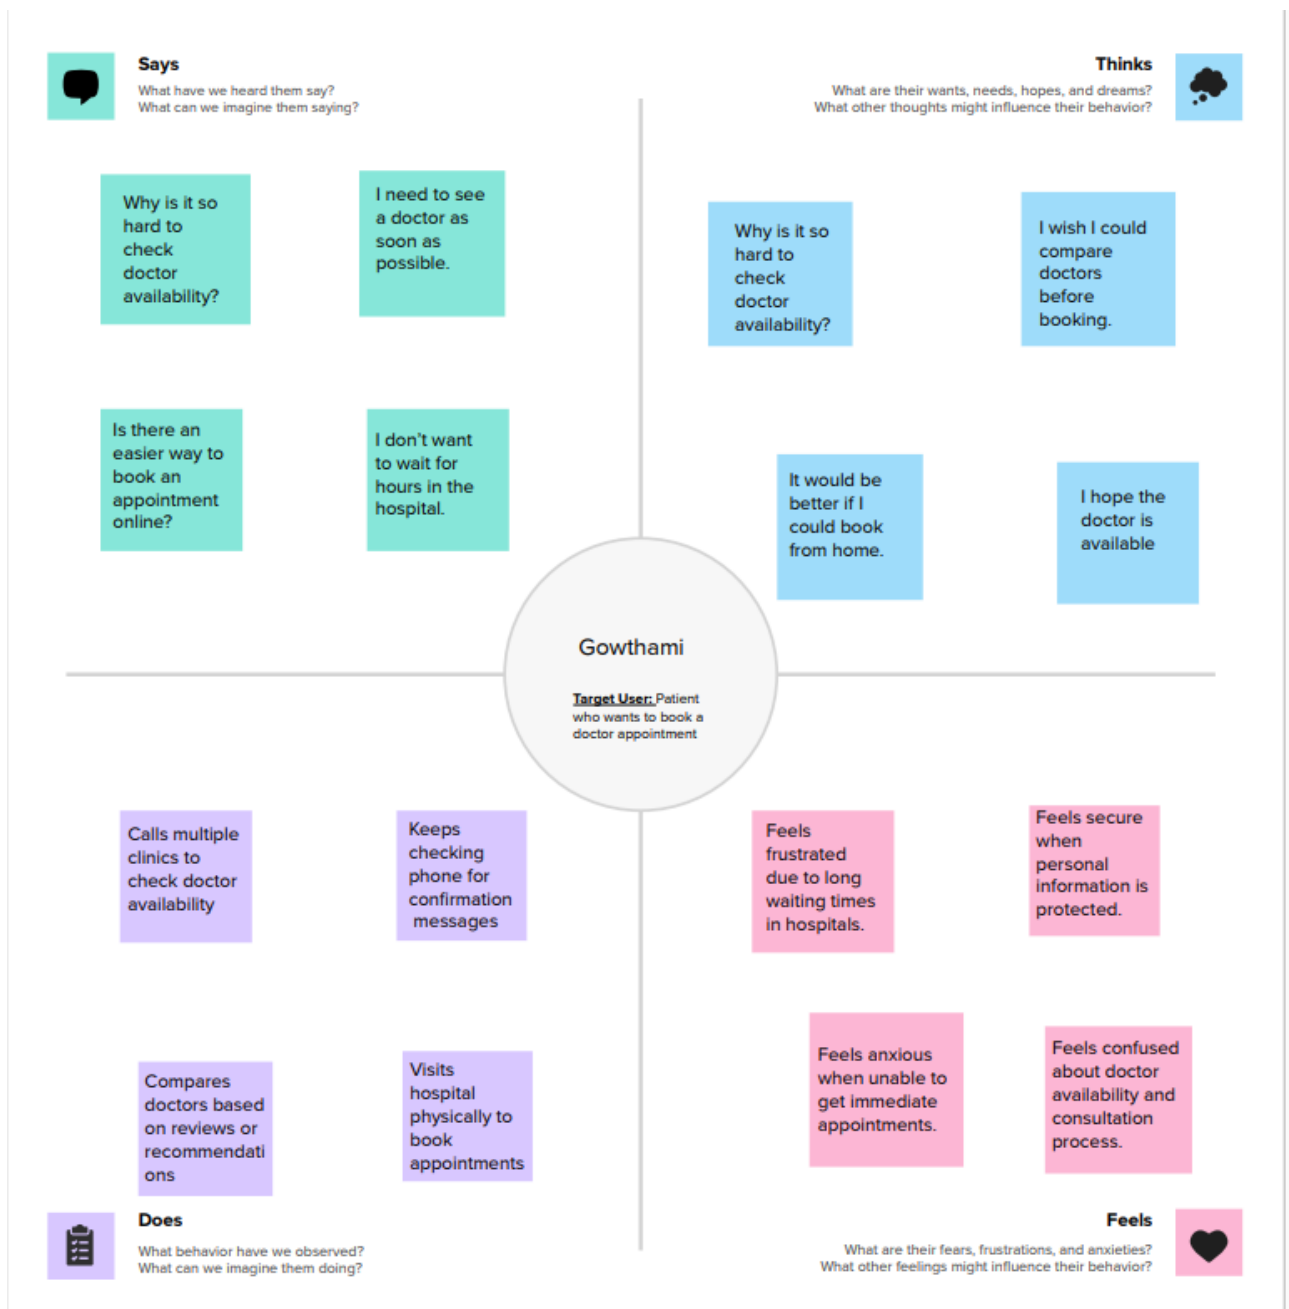 Says
What have we heard them say?
What can we imagine them saying?
Why is it so
hard to
check
doctor
availability?
I need to see
a doctor as
soon as
possible.
Is there an
easier way to
book an
appointment
online?
I don't want
to wait for
hours in the
hospital.
Thinks
What are their wants, needs, hopes, and dreams?
What other thoughts might influence their behavior?
Why is it so
hard to
check
doctor
availability?
I wish I could
compare
doctors
before
booking.
It would be
better if I
could book
from home.
I hope the
doctor is
available
Gowthami
Target User: Patient
who wants to book a
doctor appointment
Calls multiple
clinics to
check doctor
availability
Keeps
checking
phone for
confirmation
messages
Compares
doctors based
on reviews or
recommendati
ons
Visits
hospital
physically to
book
appointments
Does
What behavior have we observed?
What can we imagine them doing?
Feels
frustrated
due to long
waiting times
in hospitals.
Feels secure
when
personal
information is
protected.
Feels anxious
when unable to
get immediate
appointments.
Feels confused
about doctor
availability and
consultation
process.
Feels
What are their fears, frustrations, and anxieties?
What other feelings might influence their behavior?